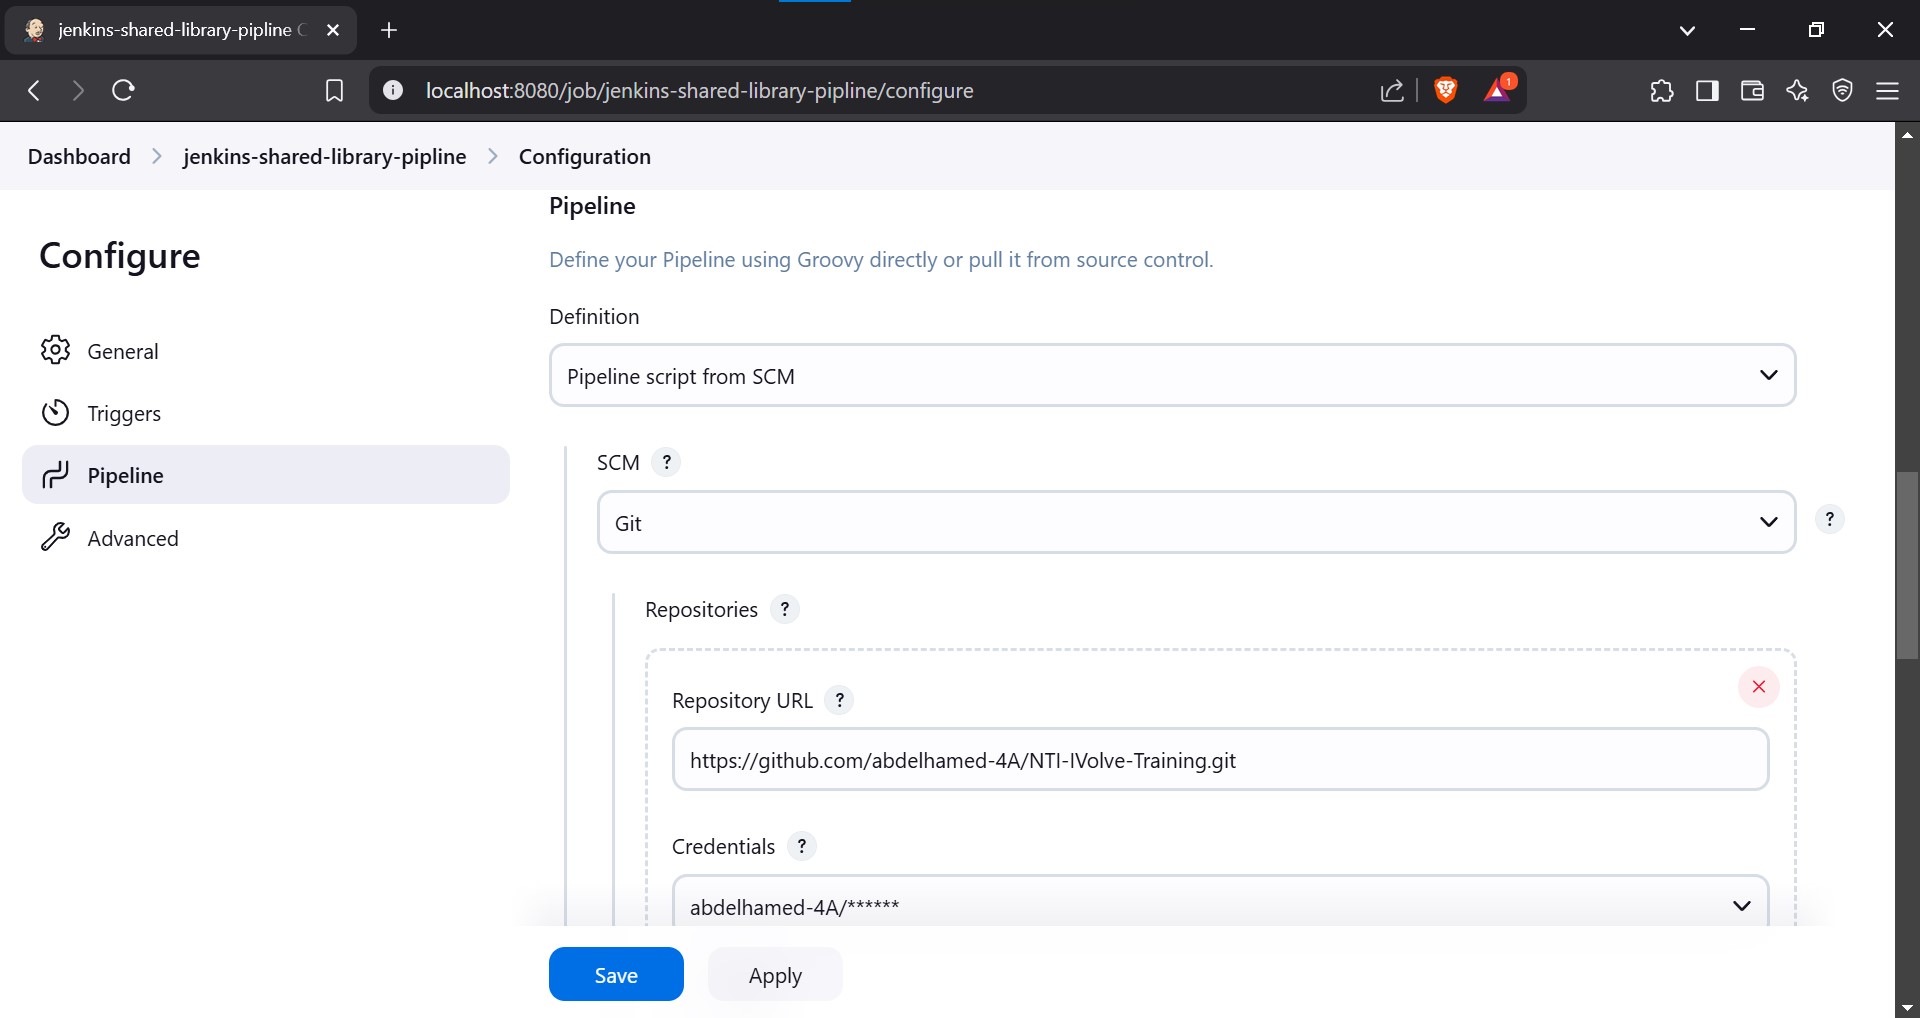 jenkins-shared-library-pipline C
localhost:8080/job/jenkins-shared-library-pipline/configure
1
Dashboard > jenkins-shared-library-pipline > Configuration
Configure
General
Triggers
Pipeline
Advanced
Pipeline
Define your Pipeline using Groovy directly or pull it from source control.
Definition
Pipeline script from SCM
SCM ?
Git
?
Repositories ?
Repository URL ?
https://github.com/abdelhamed-4A/NTI-IVolve-Training.git
Credentials ?
abdelhamed-4A/******
Save
Apply